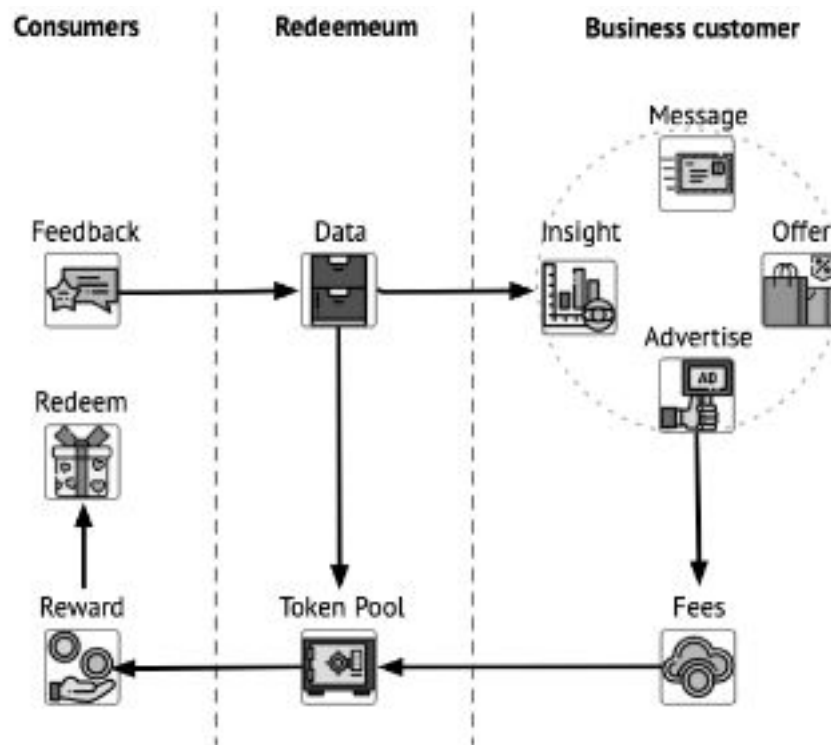 Consumers
Redeemeum
Business customer
Message
Feedback
Data
Insight
Offer
Advertise
AD
Redeem
Reward
Token Pool
Fees